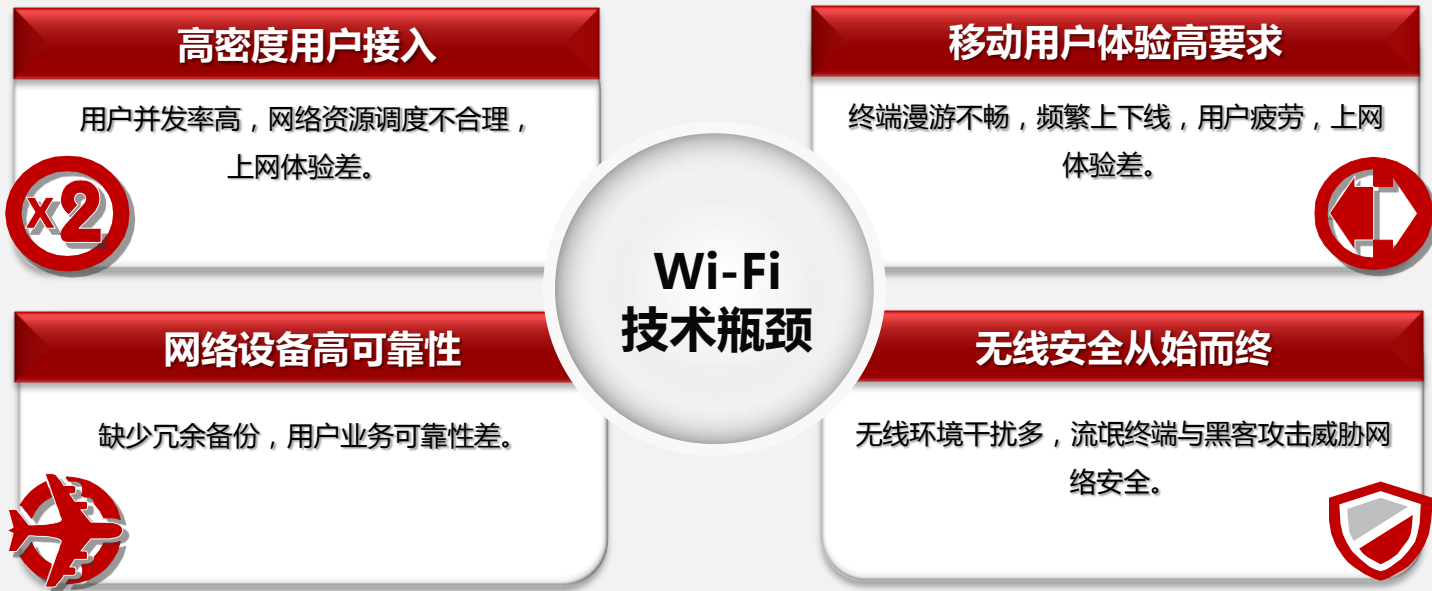 高密度用户接入
用户并发率高，网络资源调度不合理，
上网体验差。
x2
移动用户体验高要求
终端漫游不畅，频繁上下线，用户疲劳，上网
体验差。
Wi-Fi
技术瓶颈
网络设备高可靠性
缺少冗余备份，用户业务可靠性差。
无线安全从始而终
无线环境干扰多，流氓终端与黑客攻击威胁网
络安全。